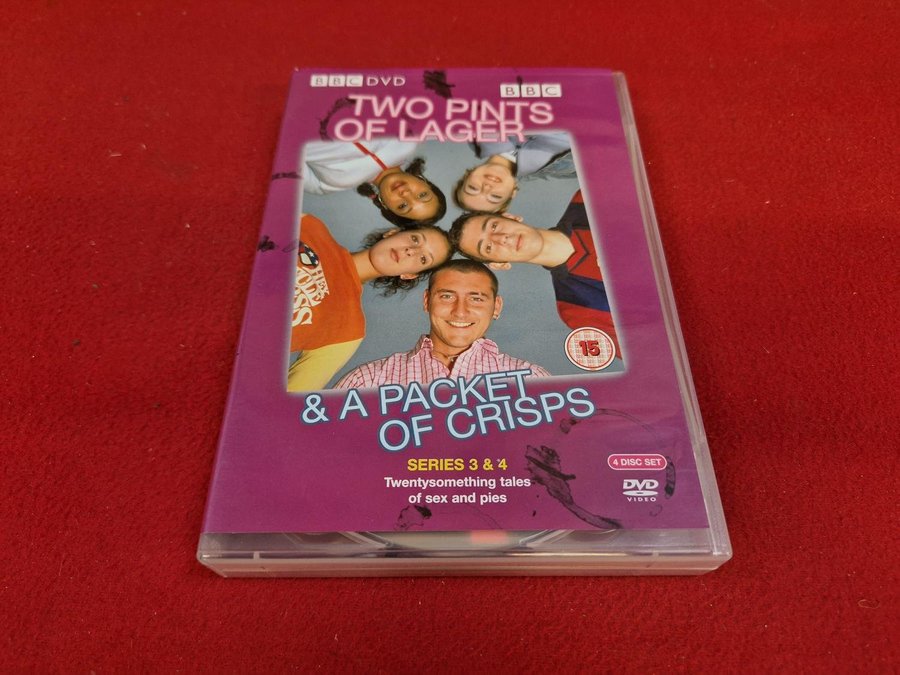 BBC DVD
BBC
TWO PINTS
OF LAGER
15
& A PACKET
OF CRISPS
SERIES 3 & 4
Twentysomething tales
of sex and pies
4 DISC SET
DVD
VIDEO